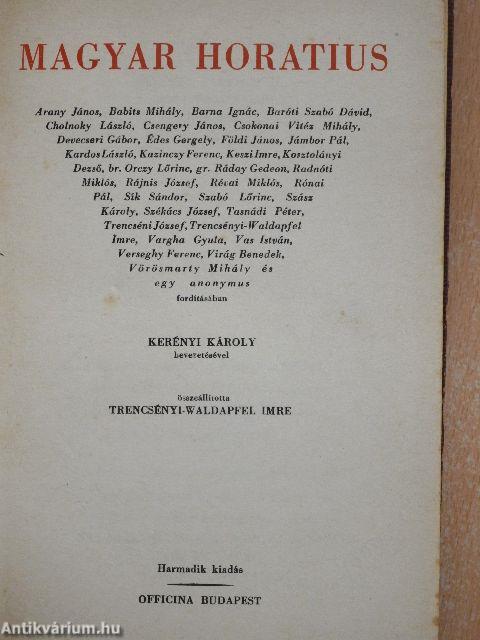 MAGYAR HORATIUS
Arany János, Babits Mihály, Barna Ignác, Baróti Szabó Dávid,
Cholnoky László, Csengery János, Csokonai Vitéz Mihály,
Devecseri Gábor, Édes Gergely, Földi János, Jámbor Pál,
Kardos László, Kazinczy Ferenc, Keszi Imre, Kosztolányi
Dezső, br. Orczy Lőrinc, gr. Ráday Gedeon, Radnóti
Miklós, Rájnis József, Révai Miklós, Rónai
Pál, Sík Sándor, Szabó Lőrinc, Szász
Károly, Székács József, Tasnádi Péter,
Trencséni József, Trencsényi-Waldapfel
Imre, Vargha Gyula, Vas István,
Verseghy Ferenc, Virág Benedek,
Vörösmarty Mihály és
egy anonymus
fordításában
KERÉNYI KÁROLY
bevezetésével
összeállította
TRENCSÉNYI-WALDAPFEL IMRE
Harmadik kiadás
OFFICINA BUDAPEST
Antikvárium.hu